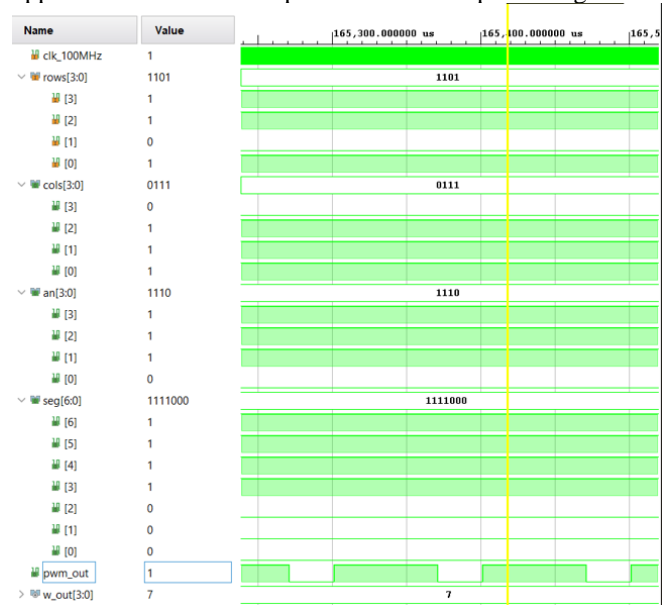 Name Value 165,300.000000 us 165,400.000000 us 165,5
clk_100MHz 1
rows[3:0] 1101 1101
[3] 1
[2] 1
[1] 0
[0] 1
cols[3:0] 0111 0111
[3] 0
[2] 1
[1] 1
[0] 1
an[3:0] 1110 1110
[3] 1
[2] 1
[1] 1
[0] 0
seg[6:0] 1111000 1111000
[6] 1
[5] 1
[4] 1
[3] 1
[2] 0
[1] 0
[0] 0
pwm_out 1
w_out[3:0] 7 7